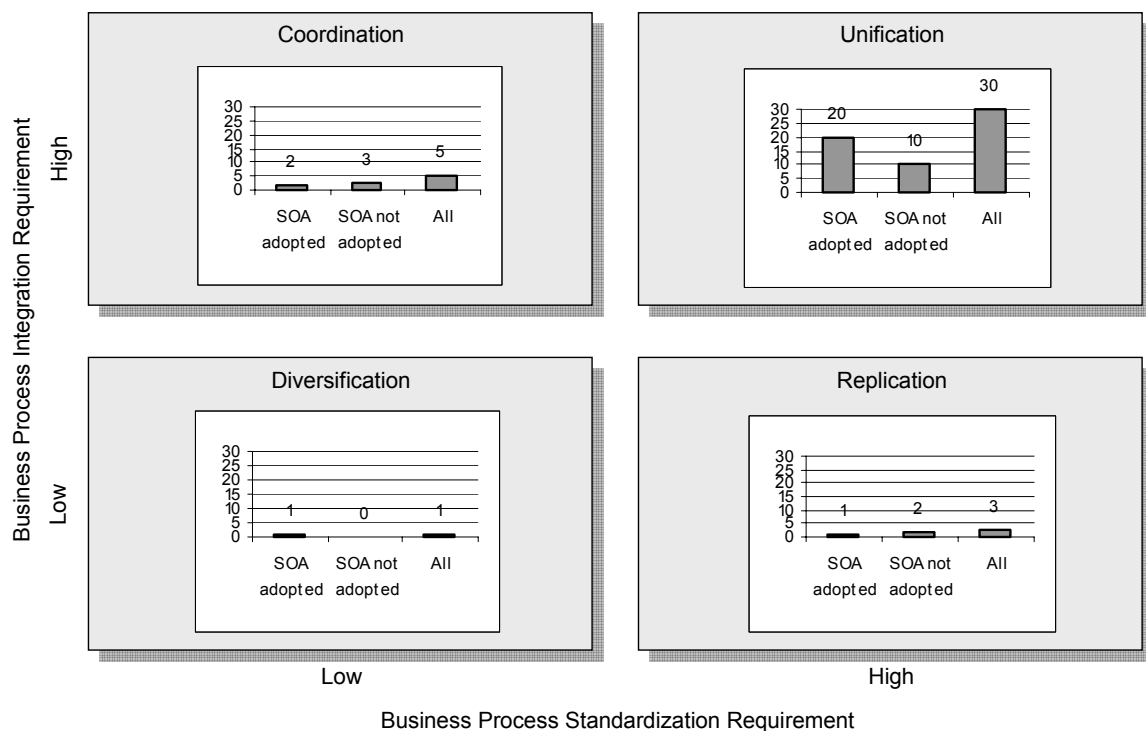 Business Process Integration Requirement
High
Low
Coordination
30
25
20
15
10
5
0
2
3
5
SOA adopted
SOA not adopted
All
Unification
30
25
20
15
10
5
0
20
10
30
SOA adopted
SOA not adopted
All
Diversification
30
25
20
15
10
5
0
1
0
1
SOA adopted
SOA not adopted
All
Replication
30
25
20
15
10
5
0
1
2
3
SOA adopted
SOA not adopted
All
Low
High
Business Process Standardization Requirement